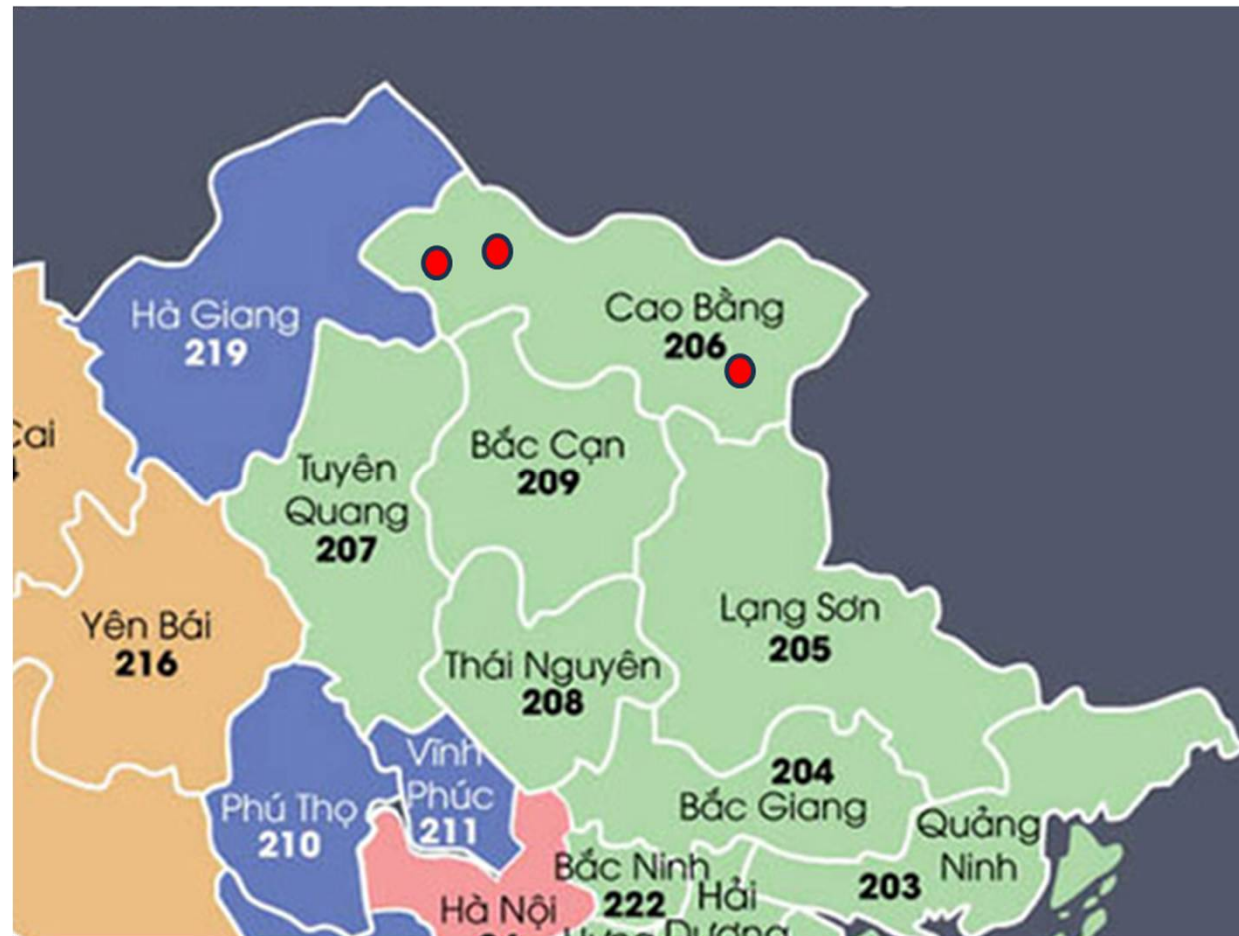 Hà Giang
219
Cao Bằng
206
Cai
Bắc Cạn
209
Tuyên
Quang
207
Yên Bái
216
Lạng Sơn
205
Thái Nguyên
208
Vĩnh
Phúc
211
204
Bắc Giang
Phú Thọ
210
Quảng
Ninh
203
Bắc Ninh
222
Hải
Dương
Hà Nội